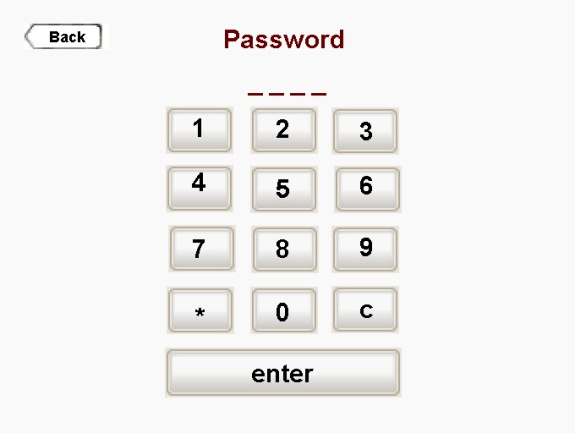 Back
Password
_ _ _ _
1 2 3
4 5 6
7 8 9
* 0 C
enter